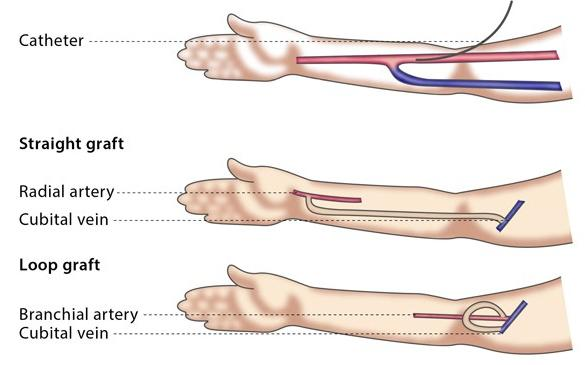 Catheter
Straight graft
Radial artery
Cubital vein
Loop graft
Branchial artery
Cubital vein